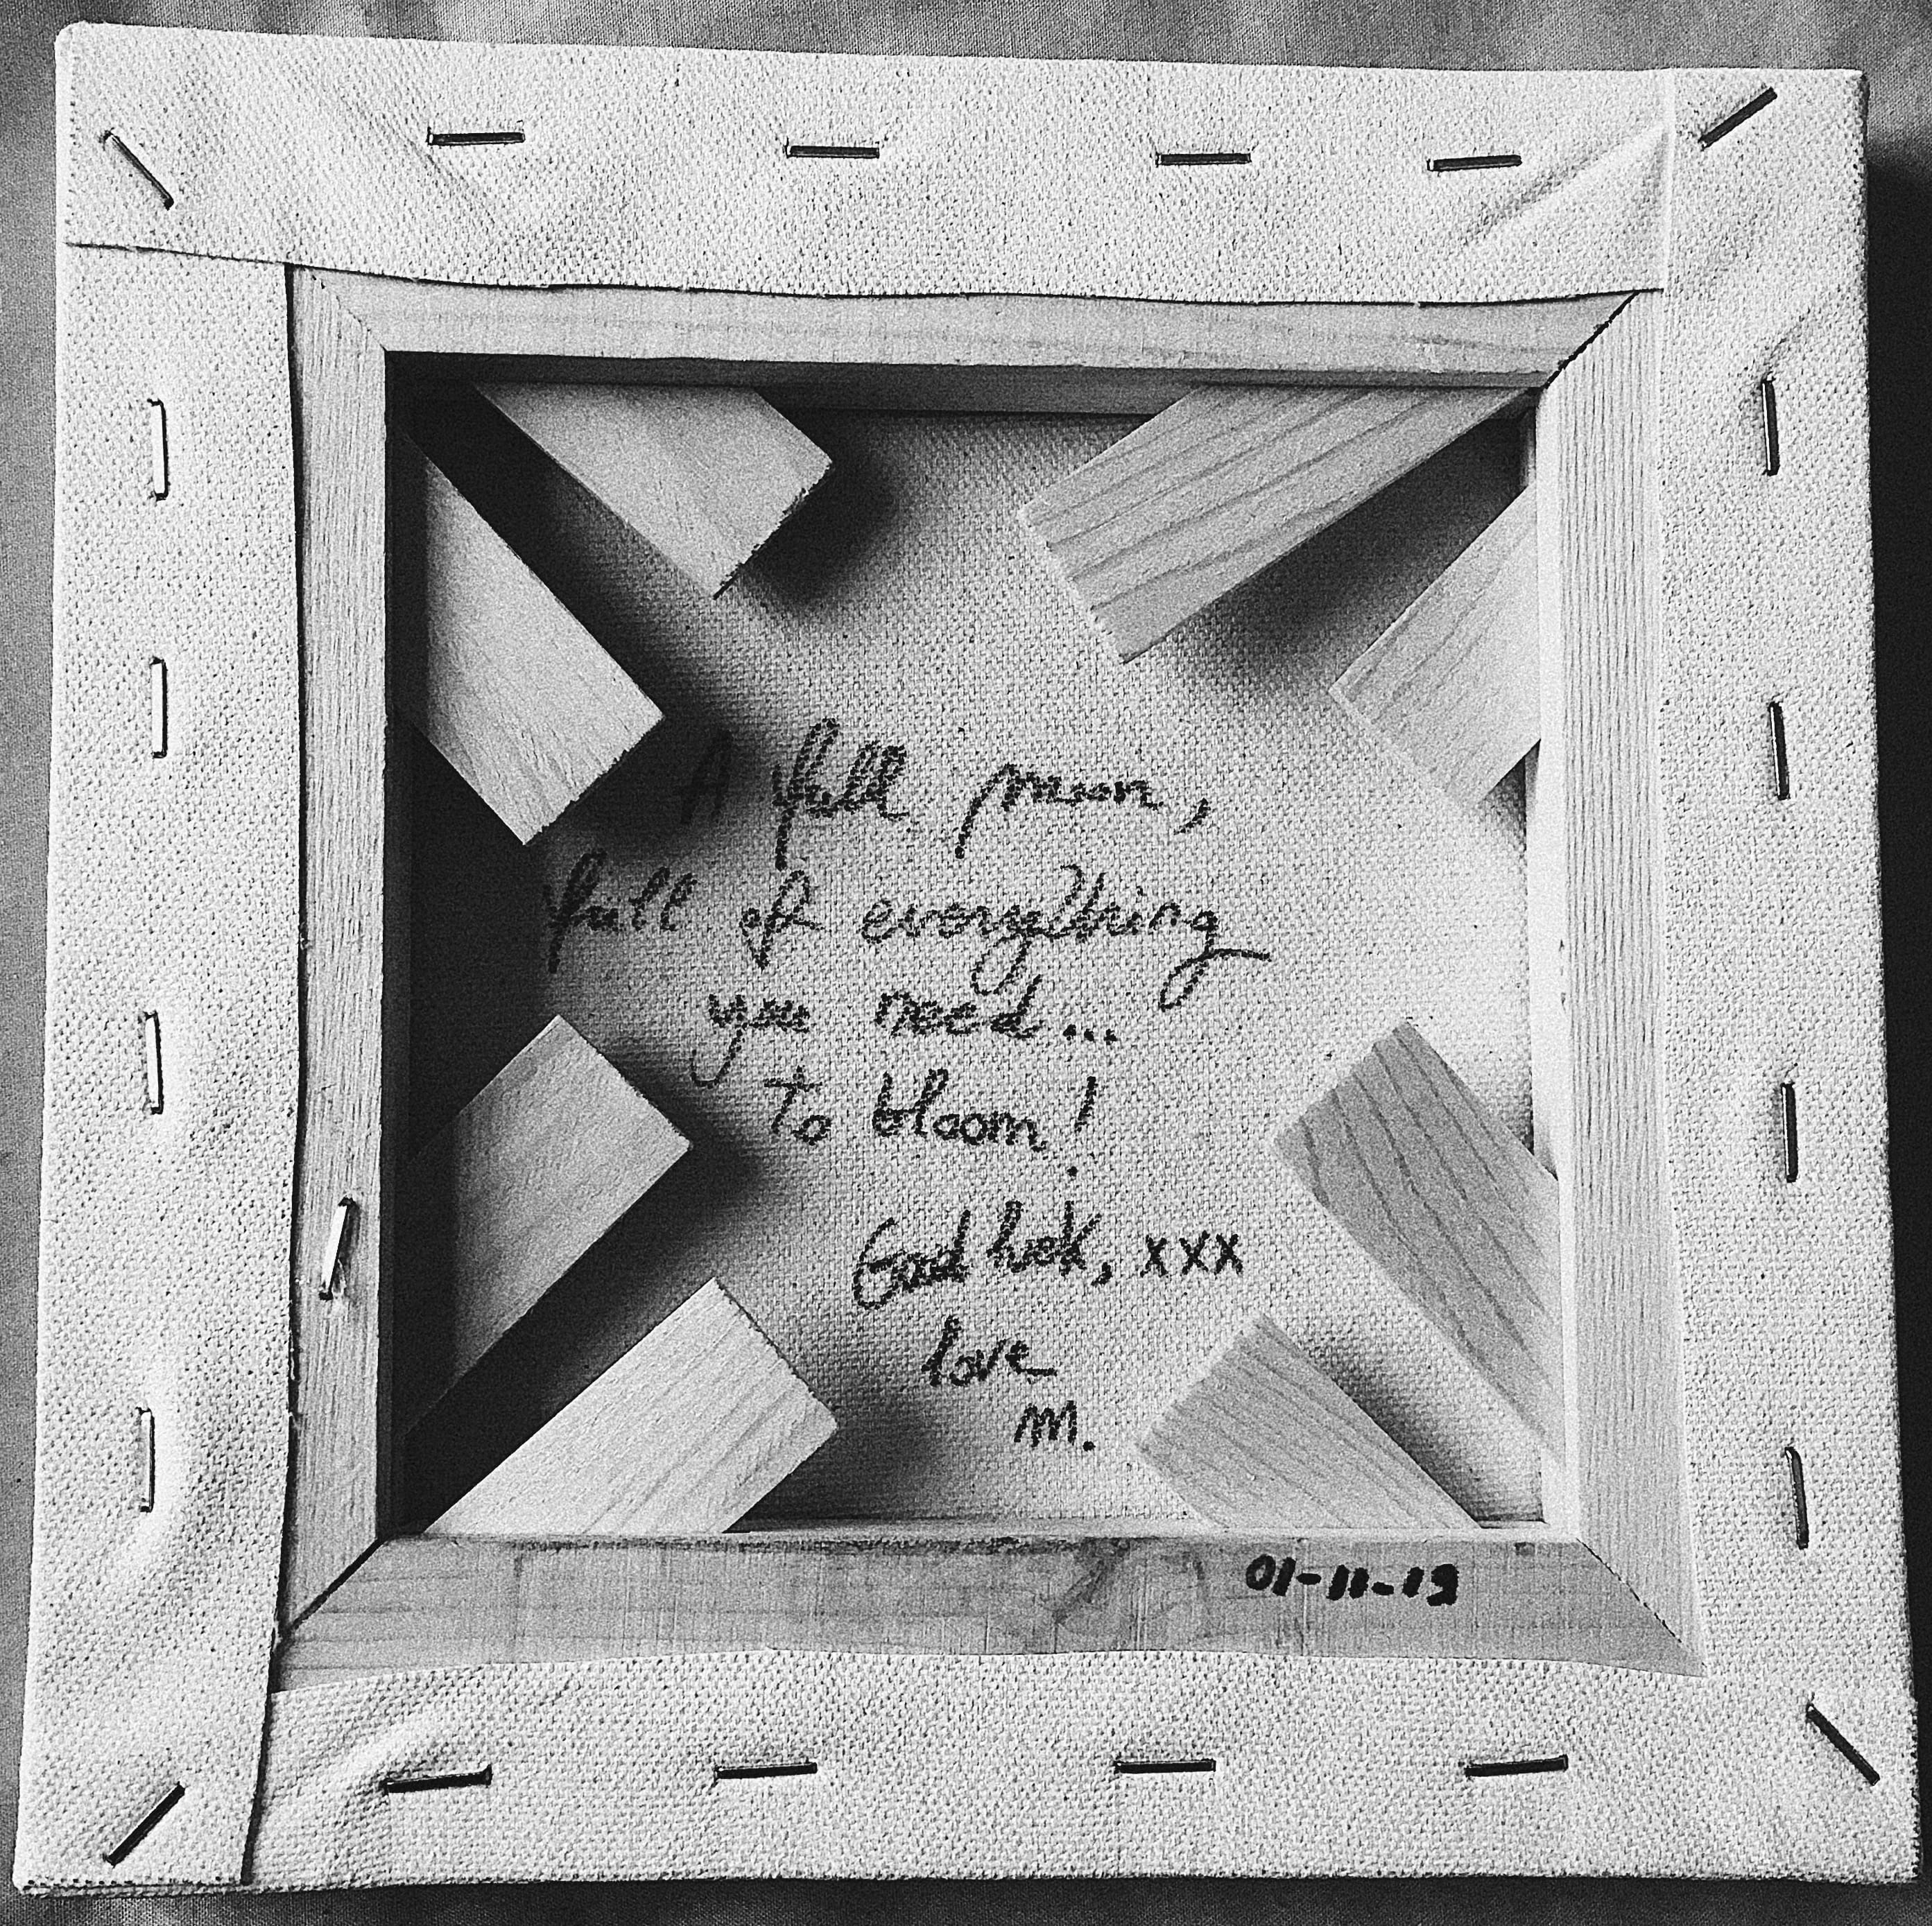 A full moon,
full of everything
you need...
to bloom!
Good luck, xxx
love
M.
01-11-19